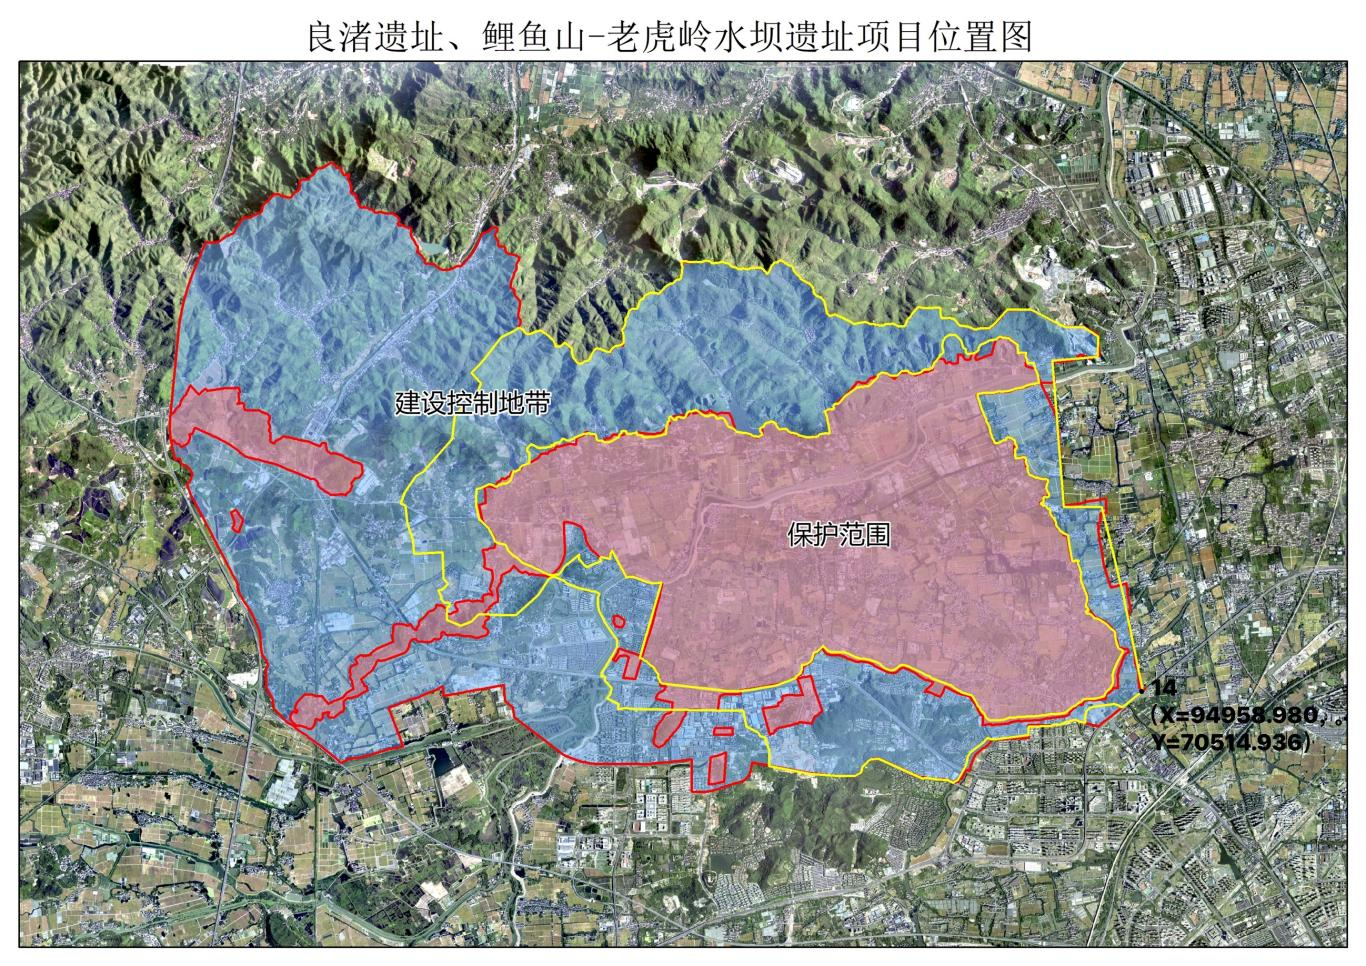 良渚遗址、鲤鱼山-老虎岭水坝遗址项目位置图
建设控制地带
保护范围
14
（X=94958.980，。
Y=70514.936）